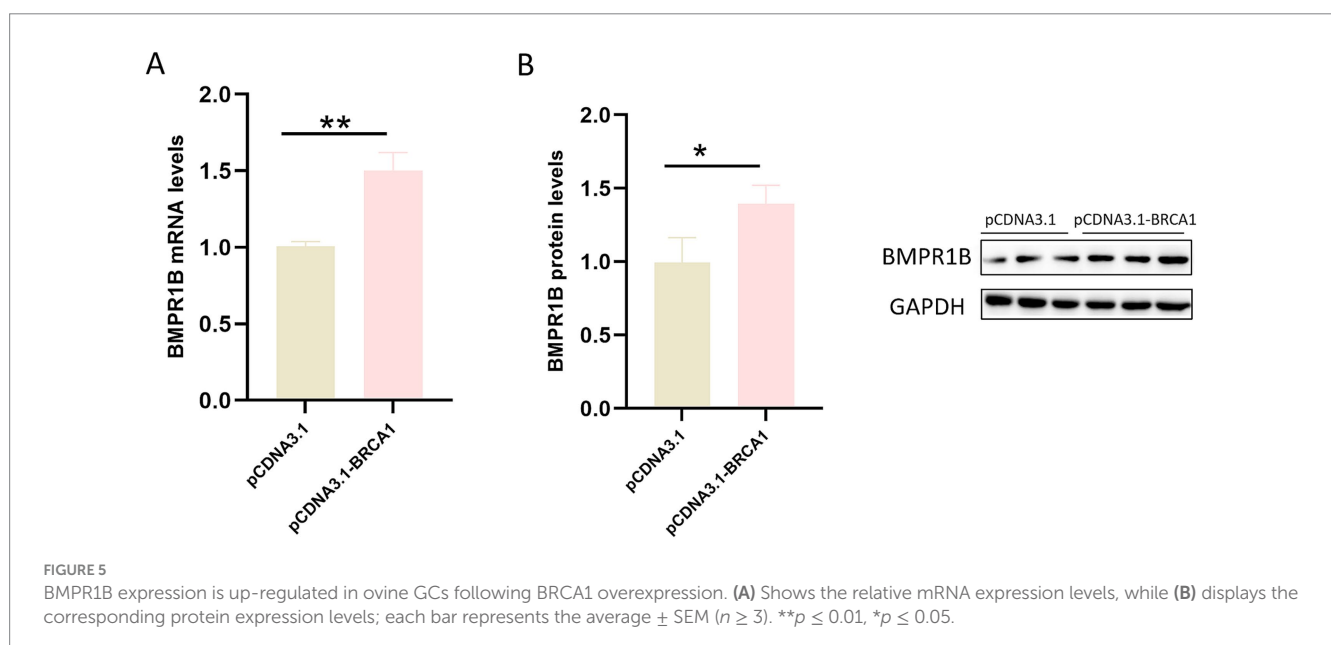 A
BMPR1B mRNA levels
2.0
1.5
1.0
0.5
0.0
**
pCDNA3.1
pCDNA3.1-BRCA1
B
BMPR1B protein levels
2.0
1.5
1.0
0.5
0.0
*
pCDNA3.1
pCDNA3.1-BRCA1
pCDNA3.1 pCDNA3.1-BRCA1
BMPR1B
GAPDH
FIGURE 5
BMPR1B expression is up-regulated in ovine GCs following BRCA1 overexpression. (A) Shows the relative mRNA expression levels, while (B) displays the
corresponding protein expression levels; each bar represents the average ± SEM (n ≥ 3). **p ≤ 0.01, *p ≤ 0.05.